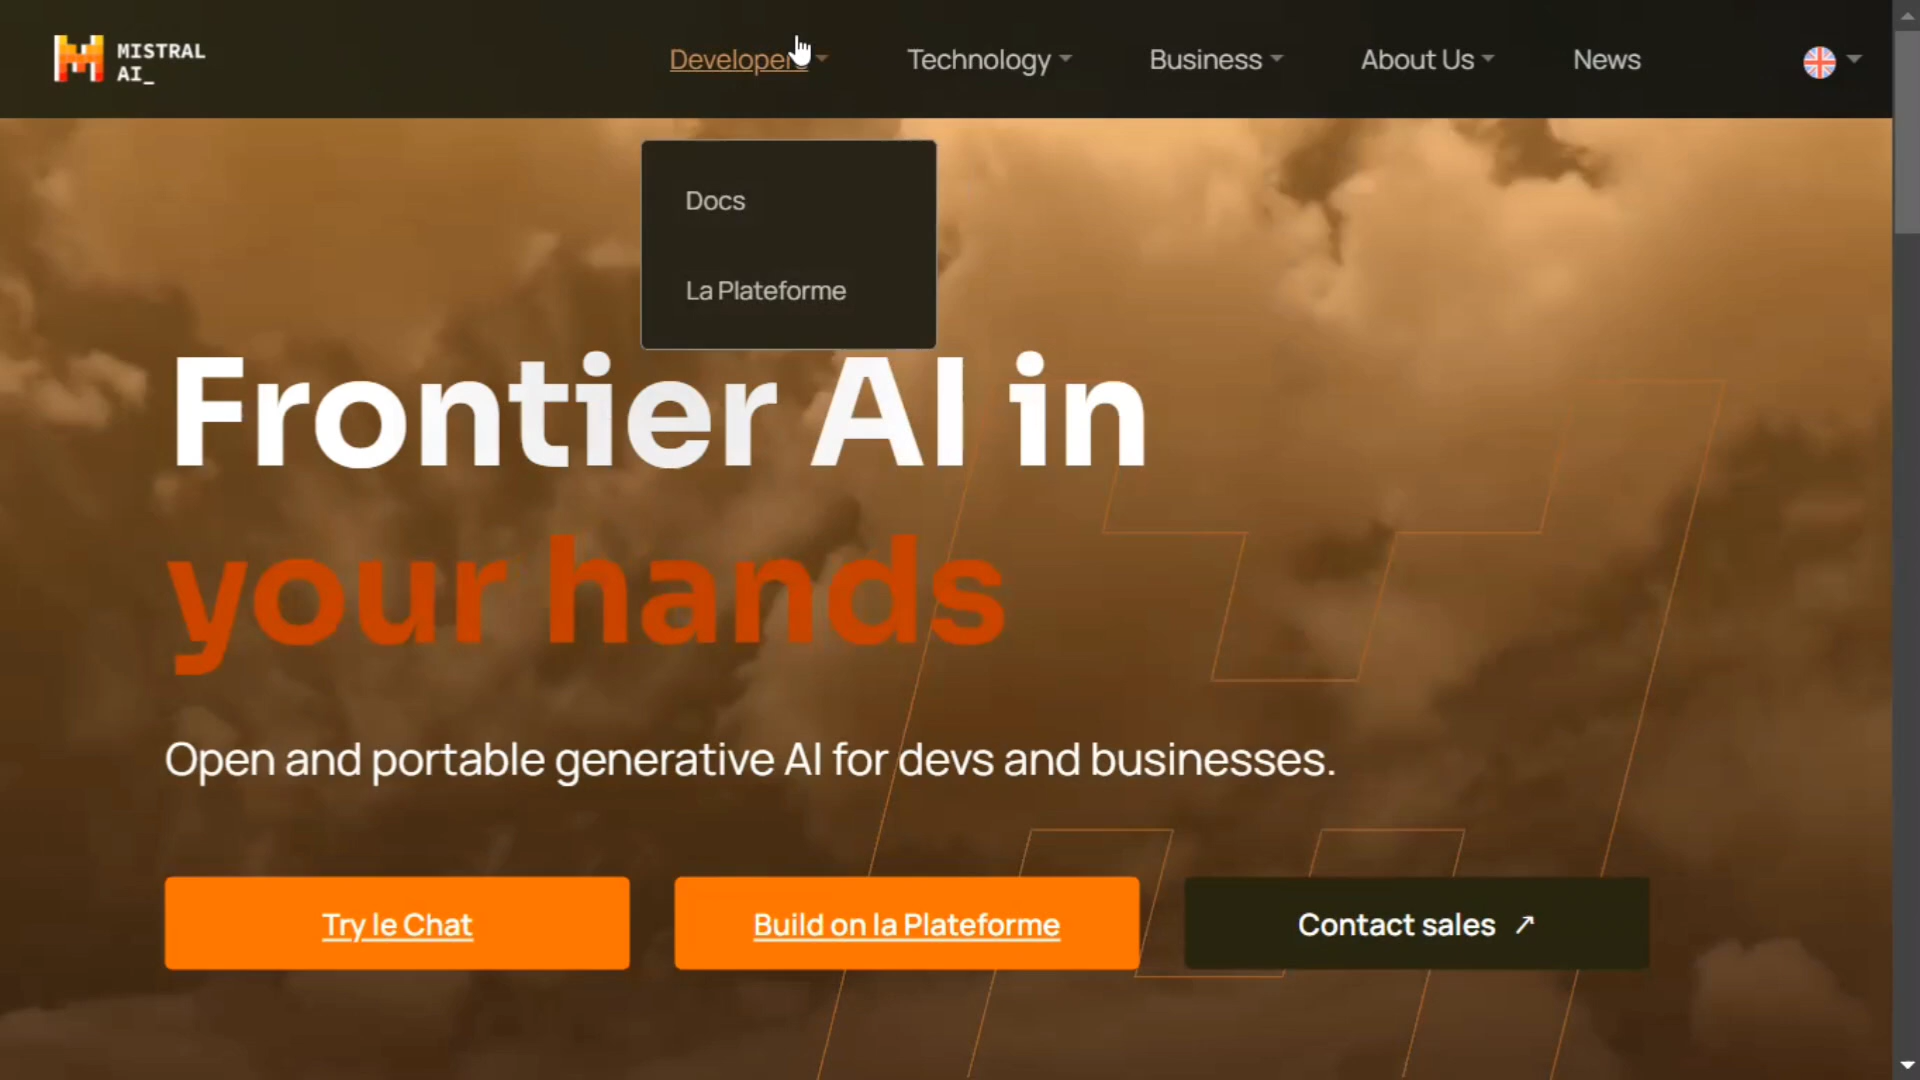 MISTRAL
AI_
Developers
Technology
Business
About Us
News
Docs
La Plateforme
Frontier AI in
your hands
Open and portable generative AI for devs and businesses.
Try le Chat
Build on la Plateforme
Contact sales ↗